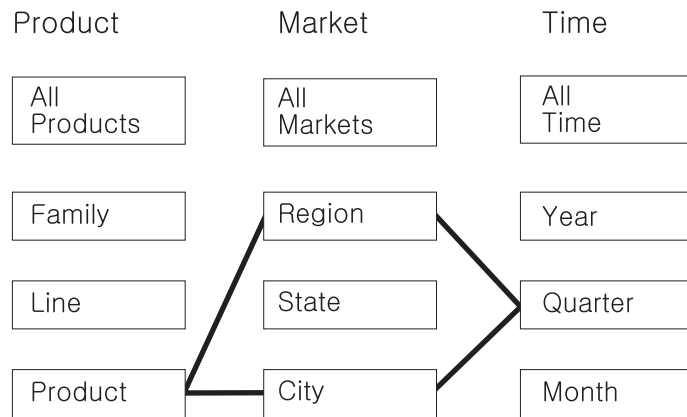 Product
Market
Time
All
Products
All
Markets
All
Time
Family
Region
Year
Line
State
Quarter
Product
City
Month